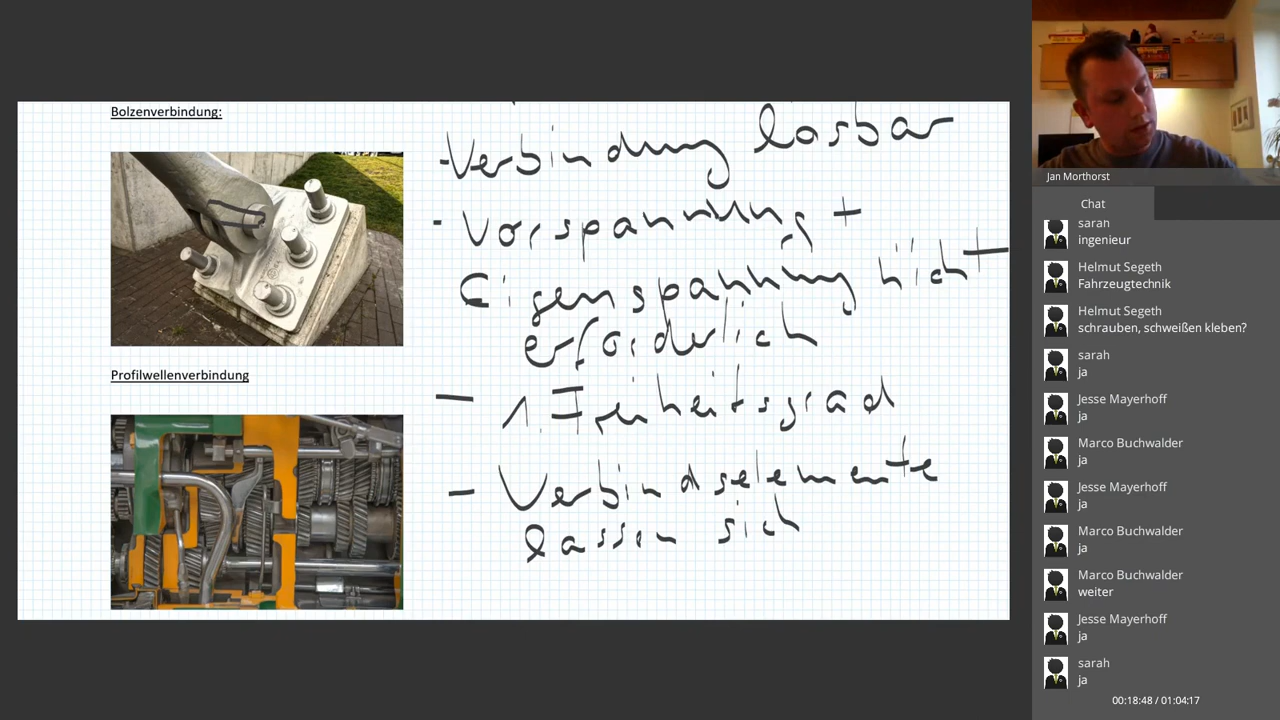 Bolzenverbindung:
Profilwellenverbindung
-Verbindung lösbar
- Vorspannung +
Eigenspannung nicht
erforderlich
- 1. Freiheitsgrad
- Verbindselemente
lassen sich
Jan Morthorst
Chat
sarah
ingenieur
Helmut Segeth
Fahrzeugtechnik
Helmut Segeth
schrauben, schweißen kleben?
sarah
ja
Jesse Mayerhoff
ja
Marco Buchwalder
ja
Jesse Mayerhoff
ja
Marco Buchwalder
ja
Marco Buchwalder
weiter
Jesse Mayerhoff
ja
sarah
ja
00:18:48 / 01:04:17